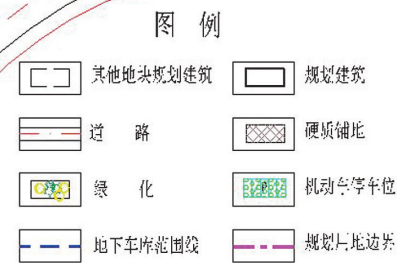 图 例
其他地块规划建筑 规划建筑
道 路 硬质铺地
绿 化 机动车停车位
地下车库范围线 规划用地边界